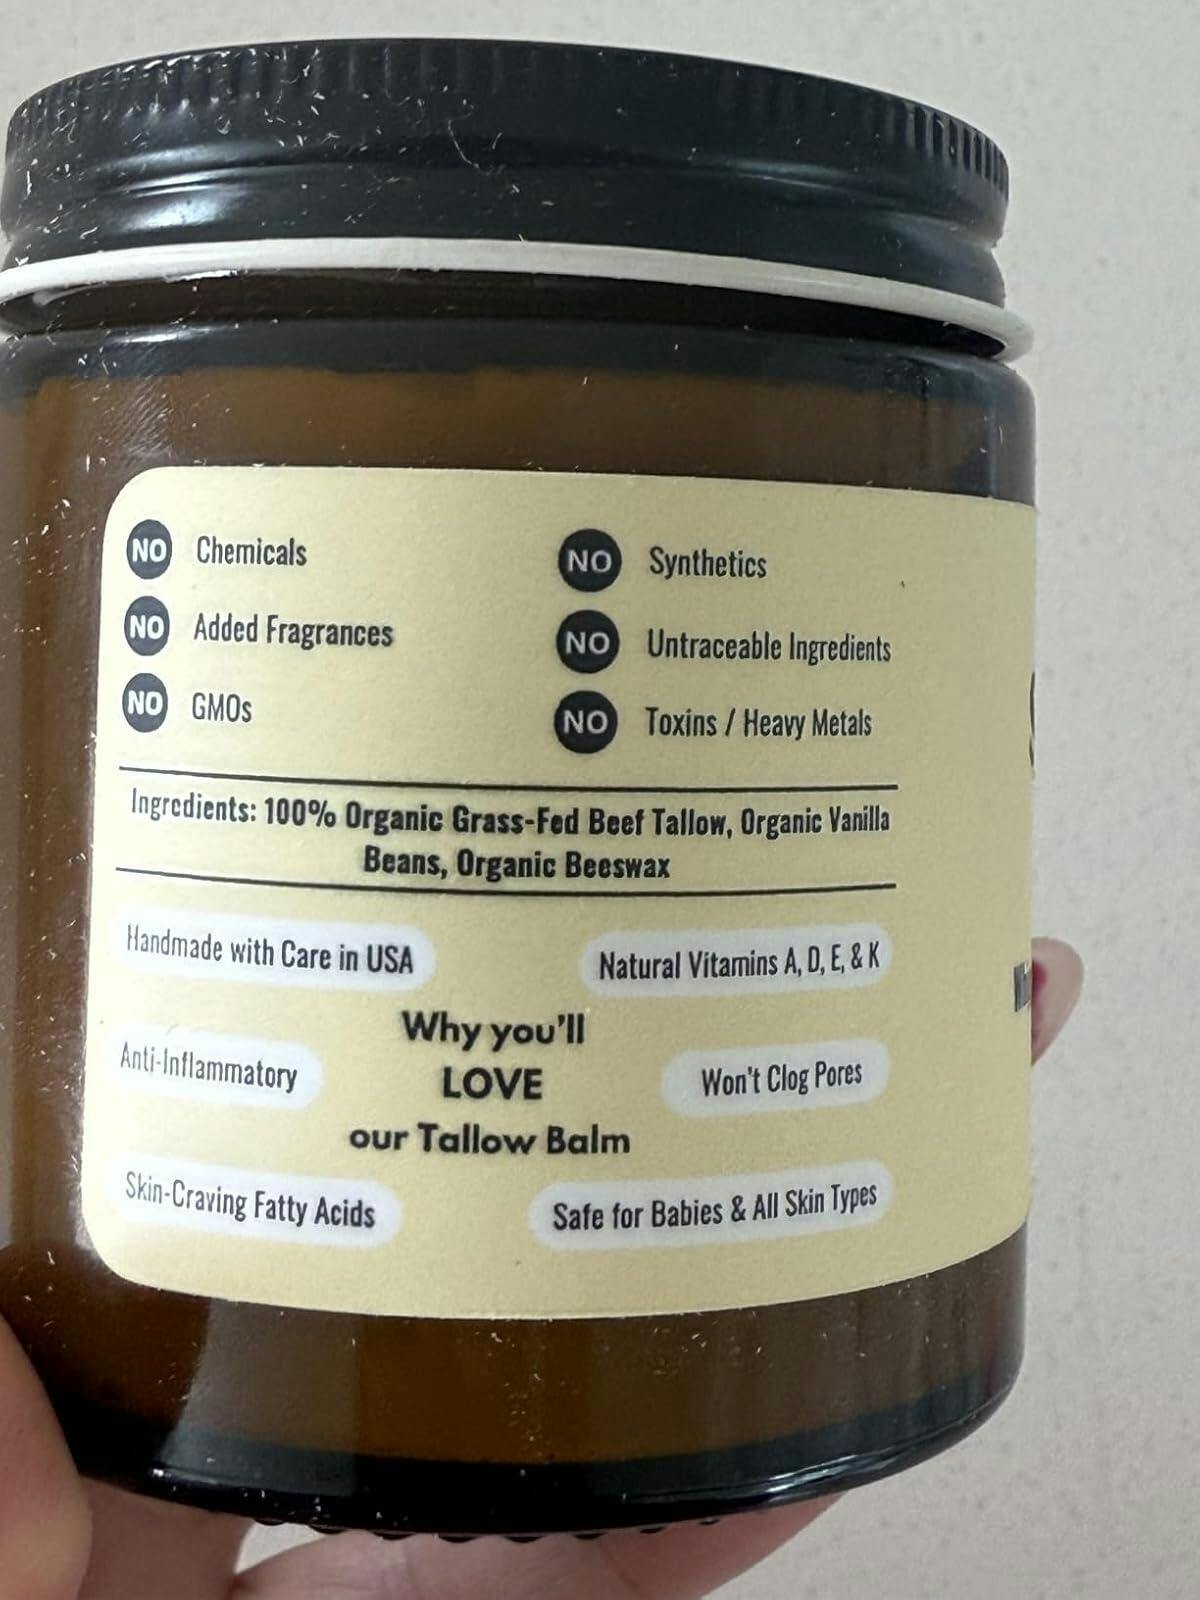 NO Chemicals
NO Synthetics
NO Added Fragrances
NO Untraceable Ingredients
NO GMOs
NO Toxins / Heavy Metals
Ingredients: 100% Organic Grass-Fed Beef Tallow, Organic Vanilla
Beans, Organic Beeswax
Handmade with Care in USA
Natural Vitamins A, D, E, & K
Why you'll
LOVE
our Tallow Balm
Anti-Inflammatory
Won't Clog Pores
Skin-Craving Fatty Acids
Safe for Babies & All Skin Types